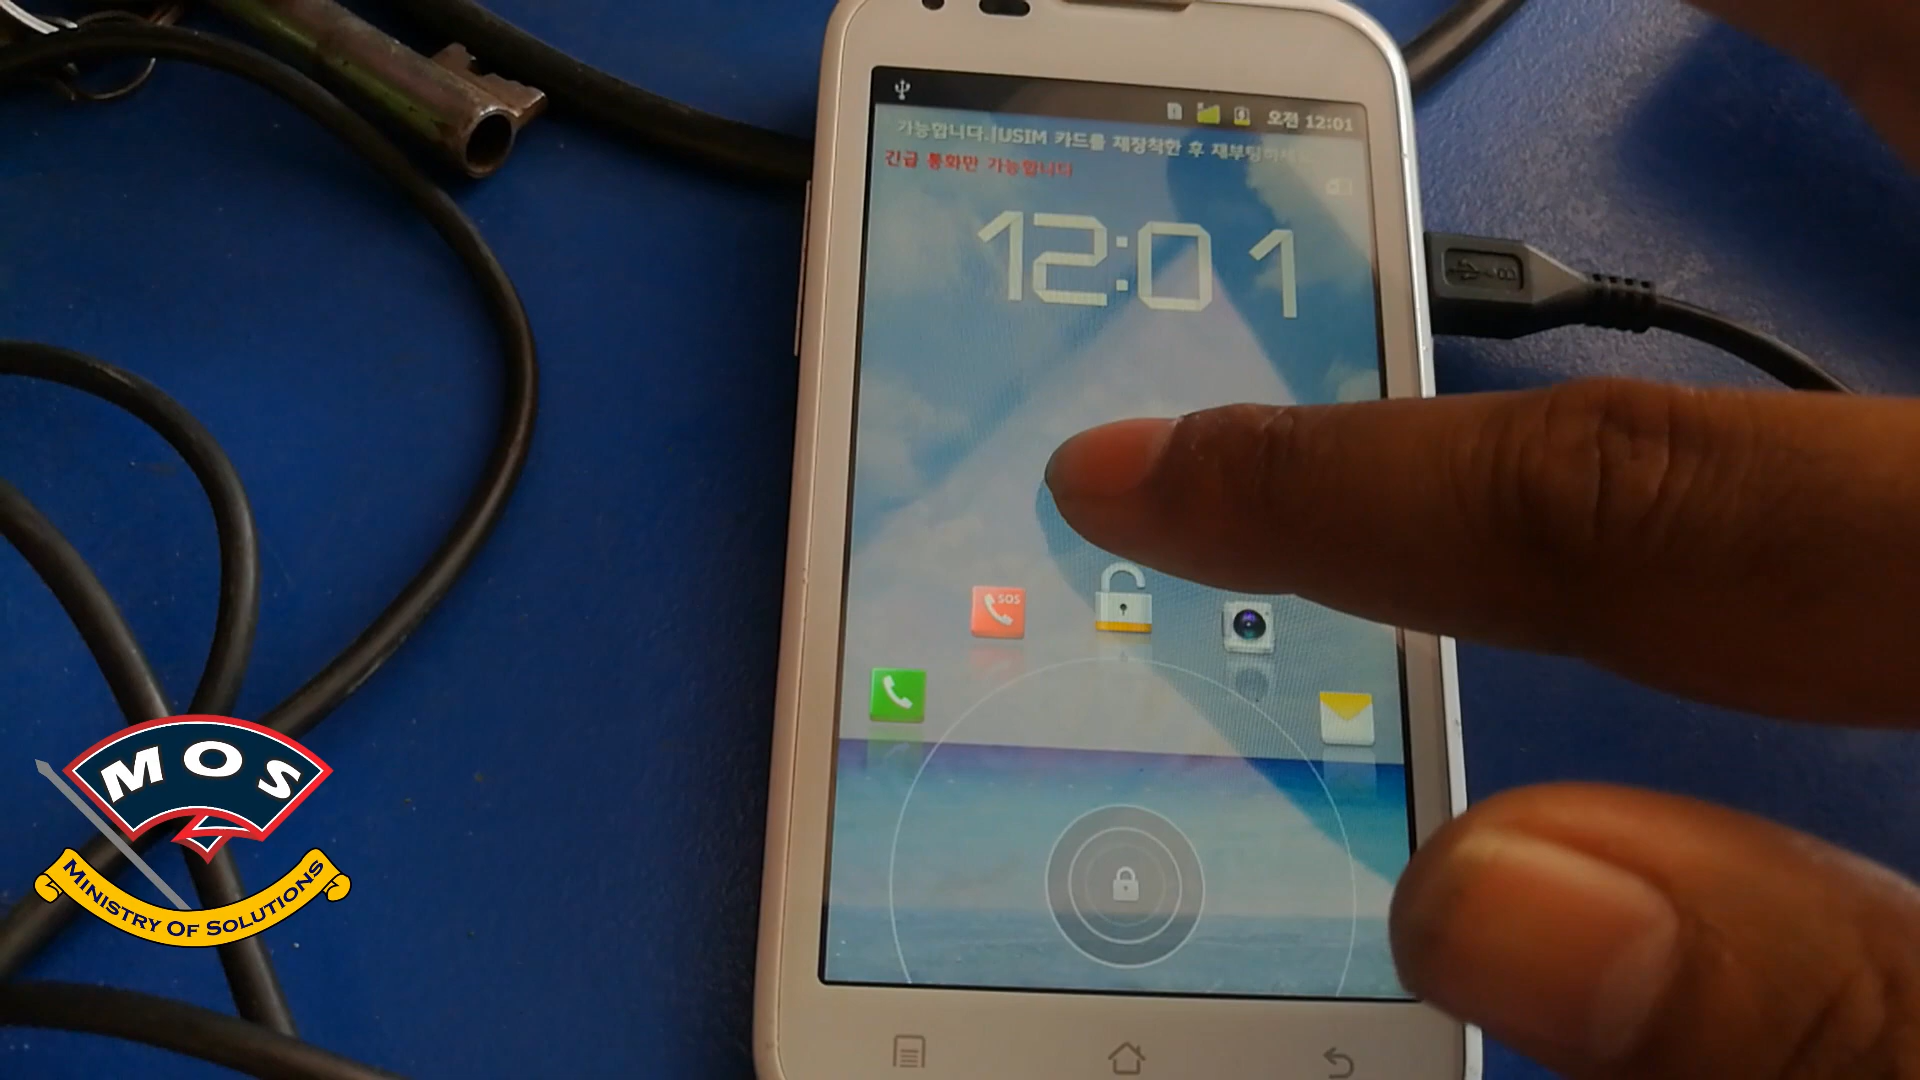 오전 12:01
가능합니다.|USIM 카드를 재장착한 후 재부팅하세
긴급 통화만 가능합니다
12:01
SOS
MOS
MINISTRY OF SOLUTIONS